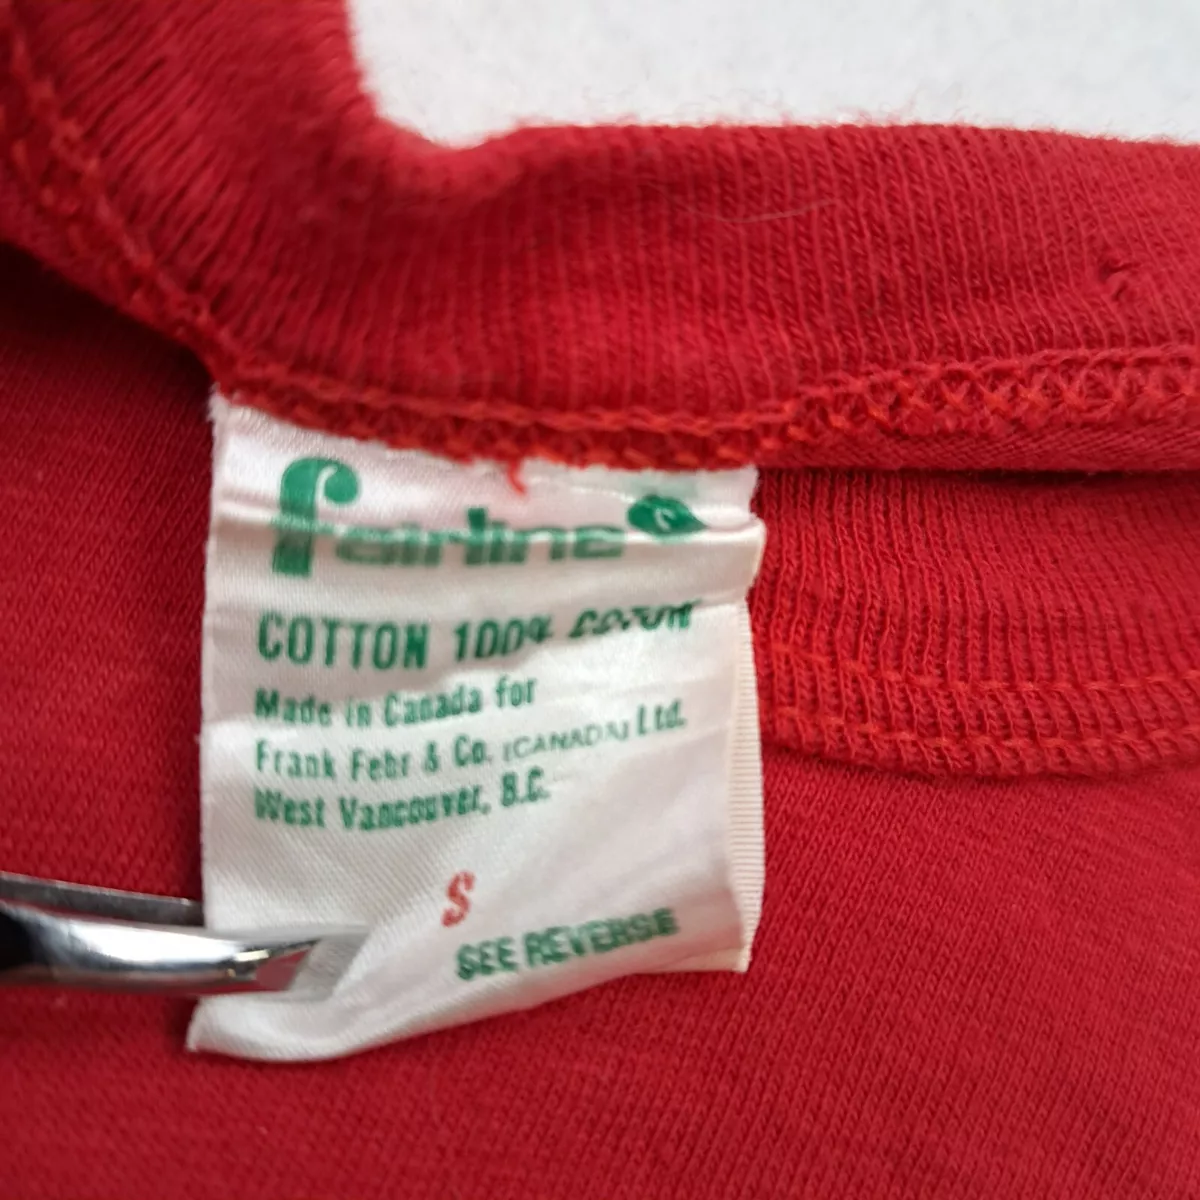 fairline
COTTON 100% COTON
Made in Canada for
Frank Fehr & Co. (CANADA) Ltd.
West Vancouver, B.C.
S
SEE REVERSE